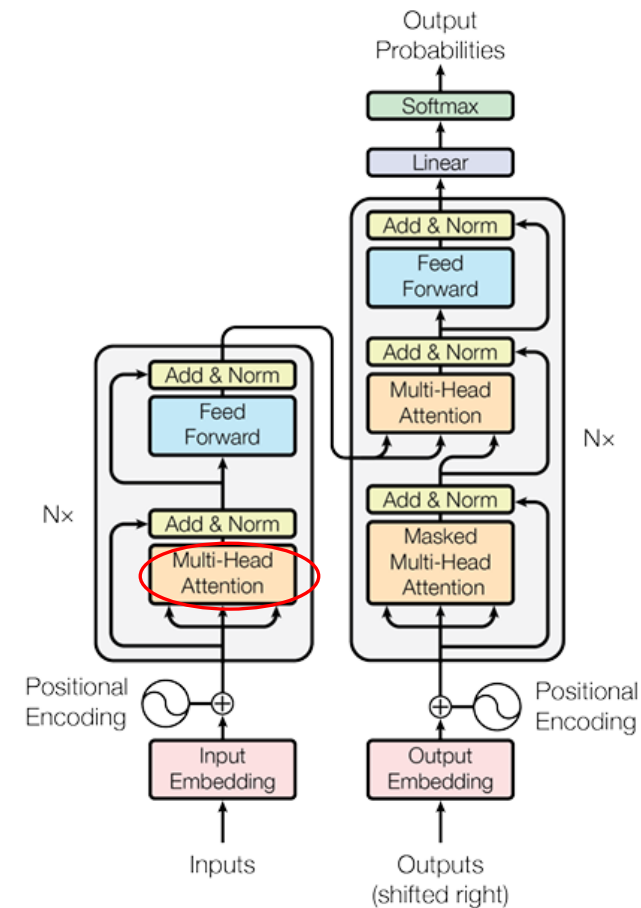 Output
Probabilities
Softmax
Linear
Add & Norm
Feed
Forward
Add & Norm
Multi-Head
Attention
Add & Norm
Masked
Multi-Head
Attention
N×
Add & Norm
Feed
Forward
Add & Norm
Multi-Head
Attention
N×
Positional
Encoding
Positional
Encoding
Input
Embedding
Output
Embedding
Inputs
Outputs
(shifted right)